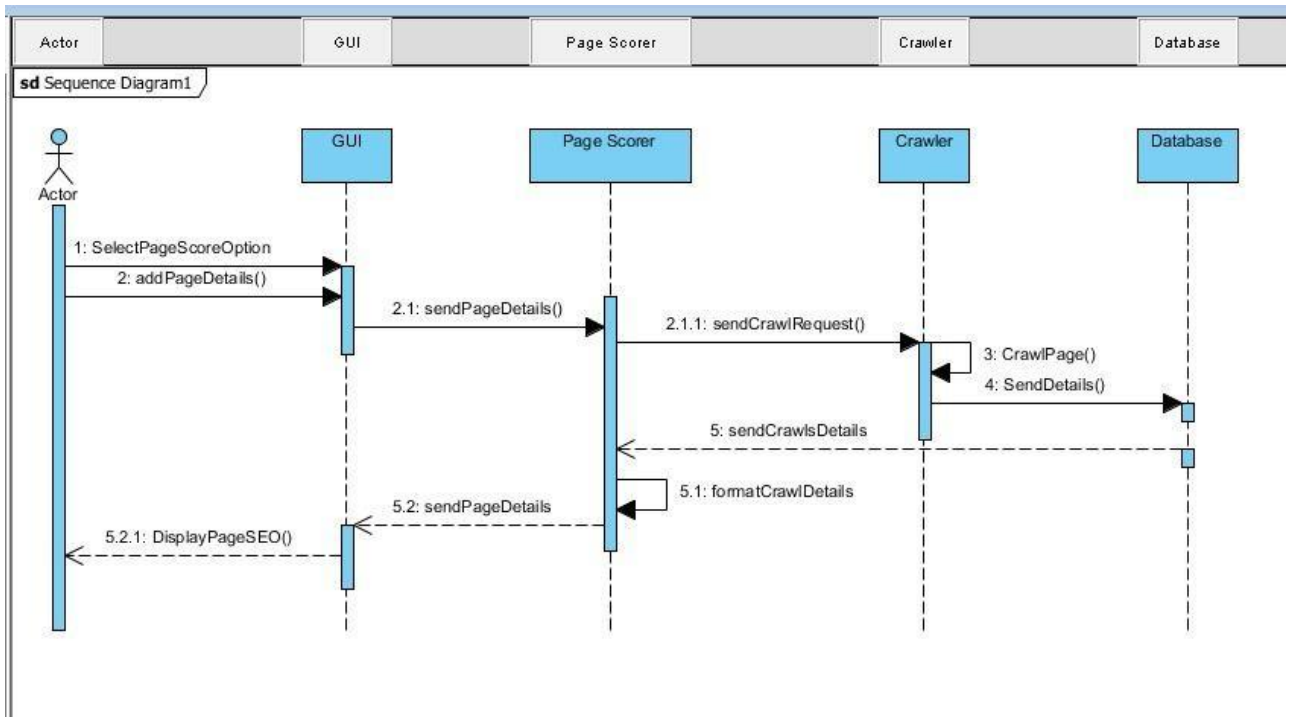 Actor
GUI
Page Scorer
Crawler
Database
sd Sequence Diagram1
GUI
Page Scorer
Crawler
Database
Actor
1: SelectPageScoreOption
2: addPageDetails()
2.1: sendPageDetails()
2.1.1: sendCrawlRequest()
3: CrawlPage()
4: SendDetails()
5: sendCrawlsDetails
5.1: formatCrawlDetails
5.2: sendPageDetails
5.2.1: DisplayPageSEO()